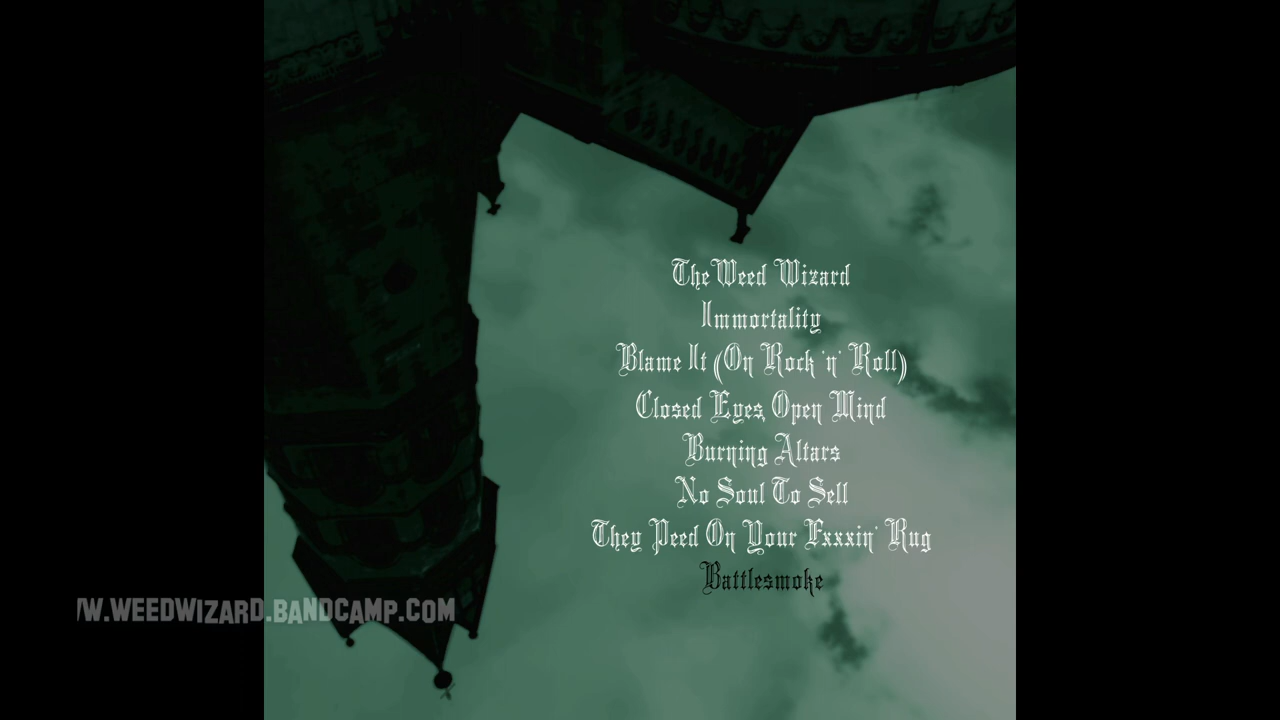 The Weed Wizard
Immortality
Blame It (On Rock 'n' Roll)
Closed Eyes, Open Mind
Burning Altars
No Soul To Sell
They Peed On Your Fxxxin' Rug
Battlesmoke
W.WEEDWIZARD.BANDCAMP.COM